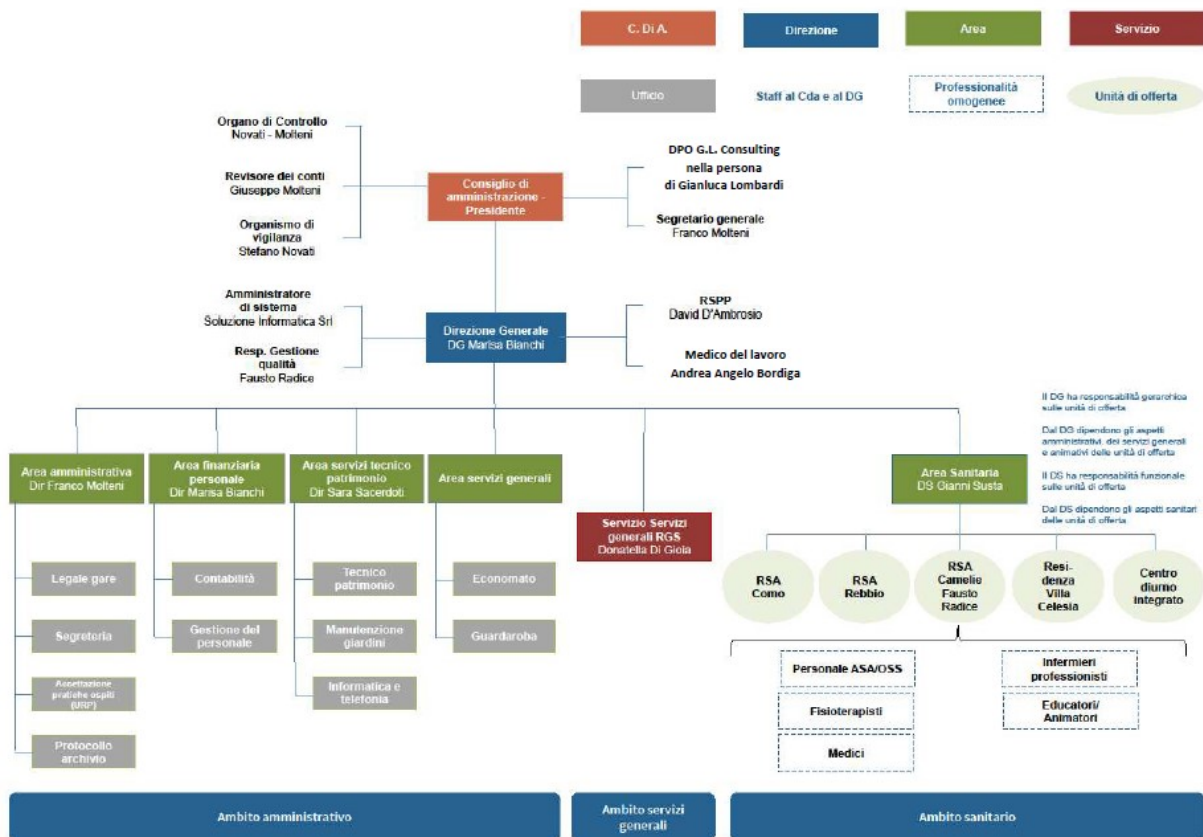 C. Di A.
Direzione
Area
Servizio
Ufficio
Staff al Cda e al DG
Professionalità
omogenee
Unità di offerta
Organo di Controllo
Novati - Molteni
Revisore dei conti
Giuseppe Molteni
Organismo di
vigilanza
Stefano Novati
Consiglio di
amministrazione -
Presidente
DPO G.L. Consulting
nella persona
di Gianluca Lombardi
Segretario generale
Franco Molteni
Amministratore
di sistema
Soluzione Informatica Srl
Resp. Gestione
qualità
Fausto Radice
Direzione Generale
DG Marisa Bianchi
RSPP
David D'Ambrosio
Medico del lavoro
Andrea Angelo Bordiga
Il DG ha responsabilità gerarchica
sulle unità di offerta
Dal DG dipendono gli aspetti
amministrativi, dei servizi generali
e animativi delle unità di offerta
Il DS ha responsabilità funzionale
sulle unità di offerta
Dal DS dipendono gli aspetti sanitari
delle unità di offerta
Area amministrativa
Dir Franco Molteni
Area finanziaria
personale
Dir Marisa Bianchi
Area servizi tecnico
patrimonio
Dir Sara Sacerdoti
Area servizi generali
Servizio Servizi
generali RGS
Donatella Di Gioia
Area Sanitaria
DS Gianni Susta
Legale gare
Segreteria
Accettazione
pratiche ospiti
(URP)
Protocollo
archivio
Contabilità
Gestione del
personale
Tecnico
patrimonio
Manutenzione
giardini
Informatica e
telefonia
Economato
Guardaroba
RSA
Como
RSA
Rebbio
RSA
Camelie
Fausto
Radice
Resi-
denza
Villa
Celesia
Centro
diurno
integrato
Personale ASA/OSS
Fisioterapisti
Medici
Infermieri
professionisti
Educatori/
Animatori
Ambito amministrativo
Ambito servizi
generali
Ambito sanitario